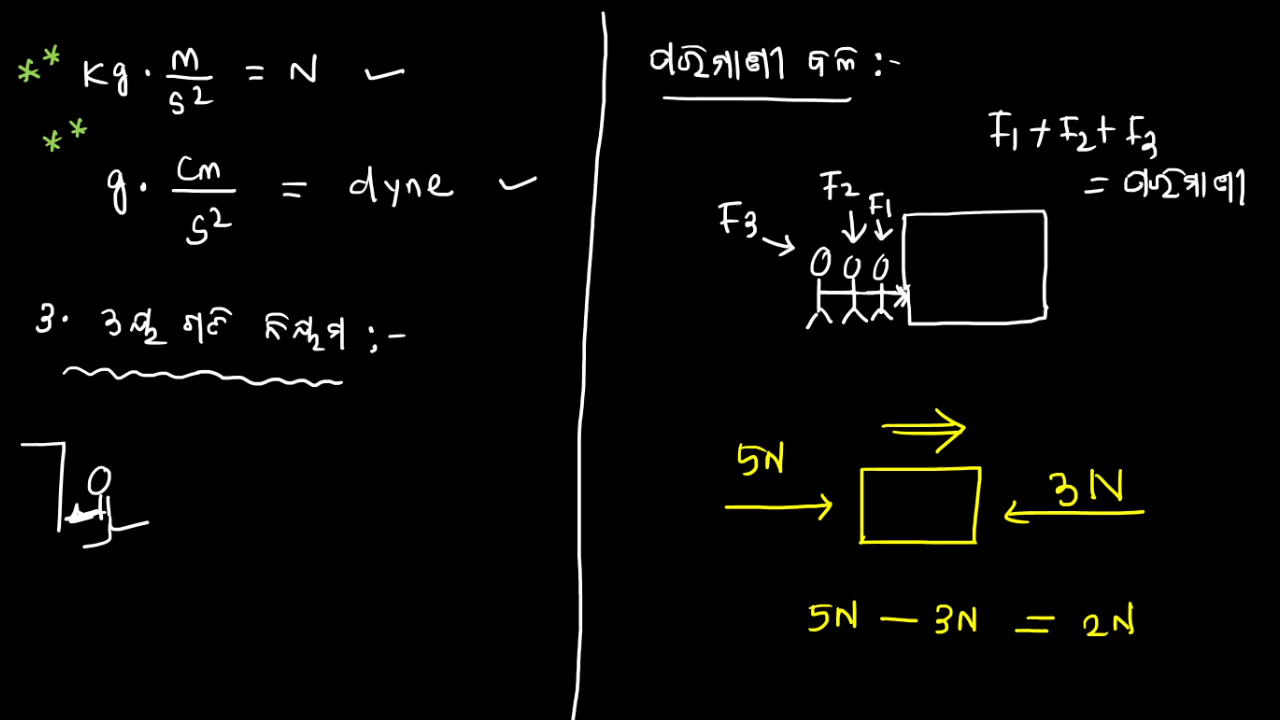 ** kg · m/s² = N ✓
** g · cm/s² = dyne ✓
3. ୩ୟ ଗତି ନିୟମ :-
ପରିଣାମୀ ବଳ :-
F₁ + F₂ + F₃
= ପରିଣାମୀ
F₃ F₂ F₁
5N 3N
5N - 3N = 2N